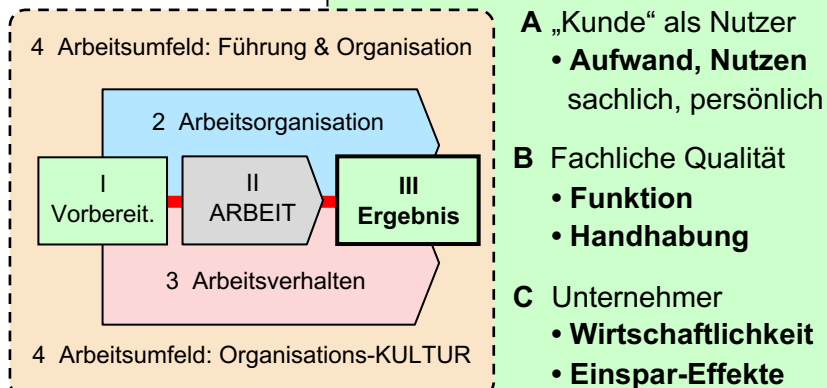 4 Arbeitsumfeld: Führung & Organisation
2 Arbeitsorganisation
I
Vorbereit.
II
ARBEIT
III
Ergebnis
3 Arbeitsverhalten
4 Arbeitsumfeld: Organisations-KULTUR
A „Kunde“ als Nutzer
• Aufwand, Nutzen
sachlich, persönlich
B Fachliche Qualität
• Funktion
• Handhabung
C Unternehmer
• Wirtschaftlichkeit
• Einspar-Effekte